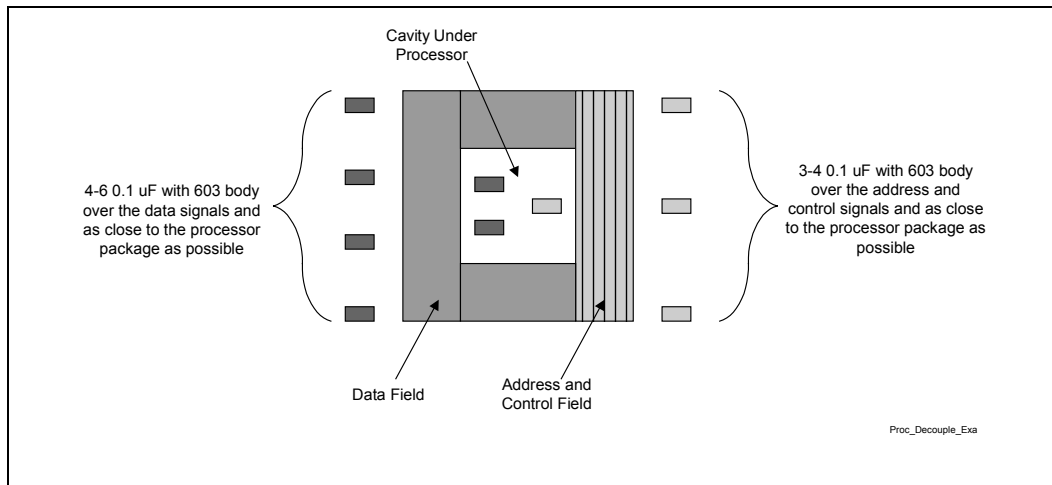 Cavity Under
Processor
4-6 0.1 uF with 603 body
over the data signals and
as close to the processor
package as possible
3-4 0.1 uF with 603 body
over the address and
control signals and as close
to the processor package as
possible
Data Field
Address and
Control Field
Proc_Decouple_Exa